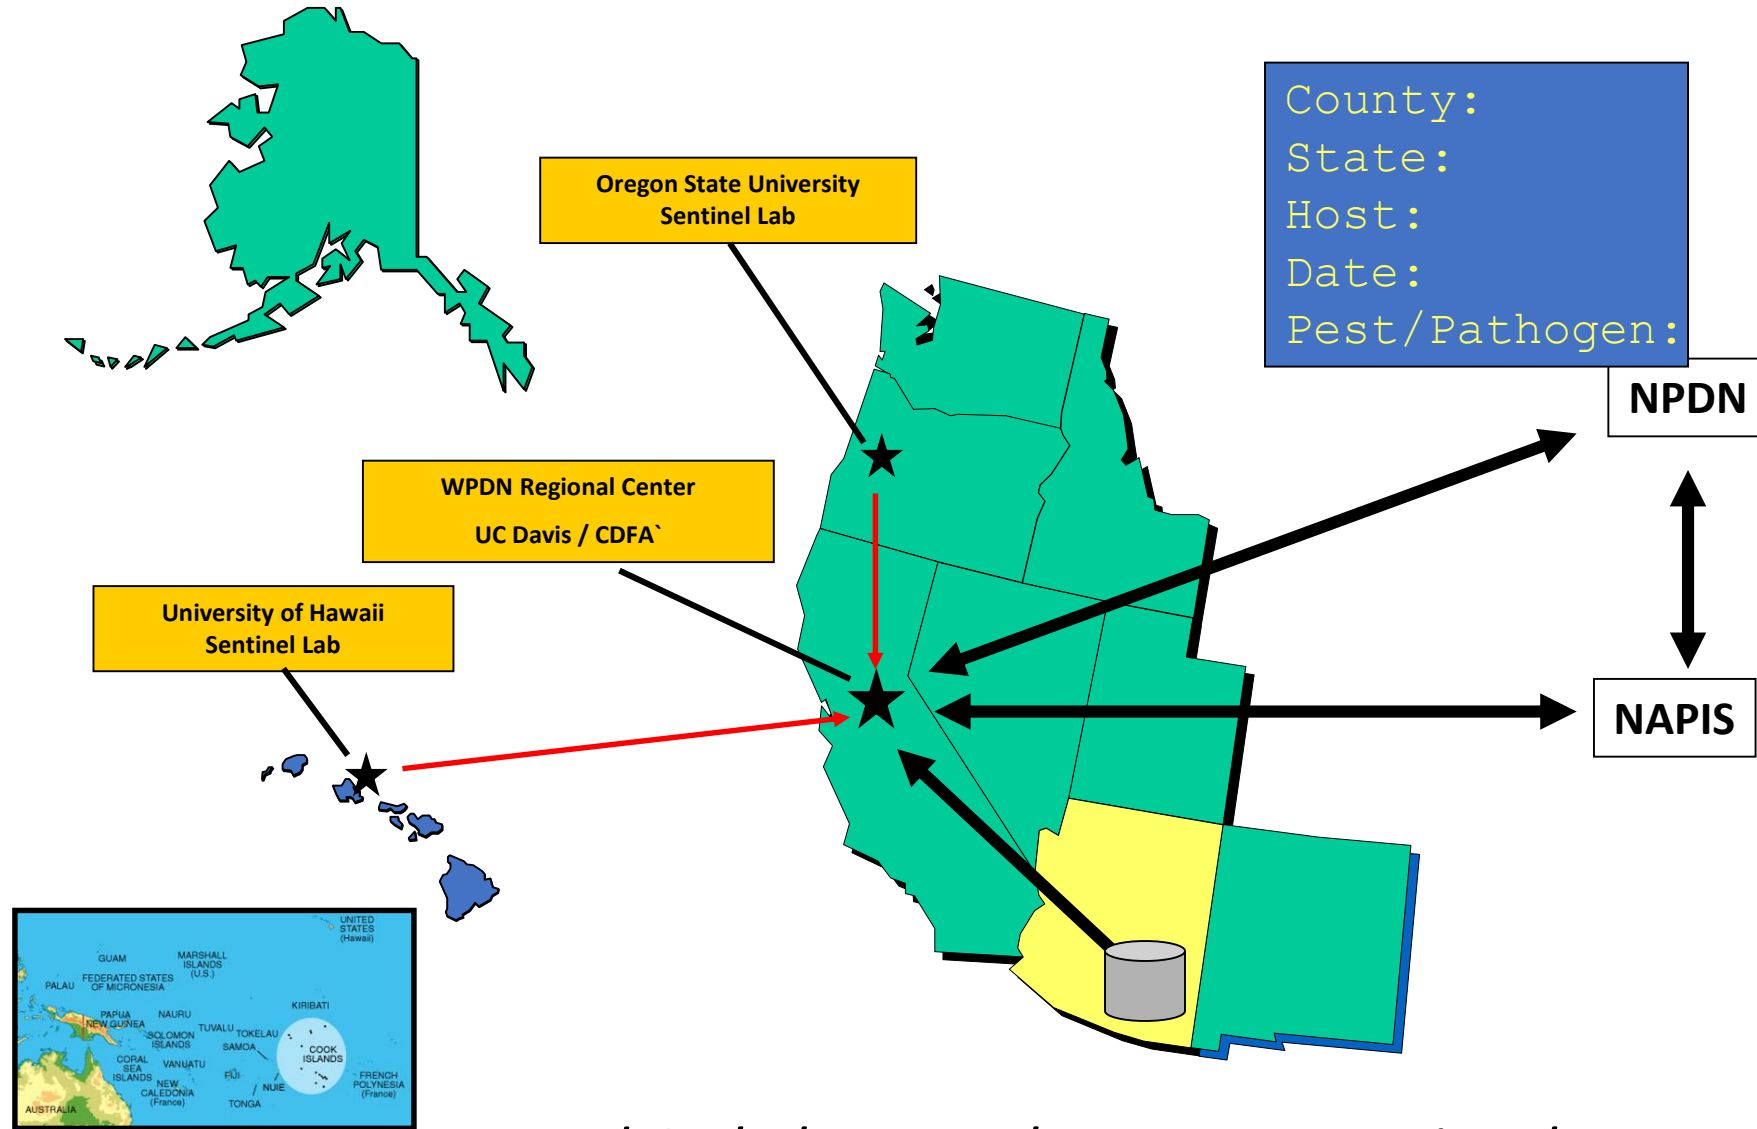 County:
State:
Host:
Date:
Pest/Pathogen:
Oregon State University
Sentinel Lab
NPDN
WPDN Regional Center
UC Davis / CDFA`
University of Hawaii
Sentinel Lab
NAPIS
UNITED
STATES
(Hawaii)
GUAM
MARSHALL
ISLANDS
(U.S.)
PALAU
FEDERATED STATES
OF MICRONESIA
KIRIBATI
PAPUA
NEW GUINEA
NAURU
SOLOMON
ISLANDS
TUVALU
TOKELAU
SAMOA
COOK
ISLANDS
CORAL
SEA
ISLANDS
VANUATU
FIJI
NUIE
FRENCH
POLYNESIA
(France)
NEW
CALEDONIA
(France)
TONGA
AUSTRALIA